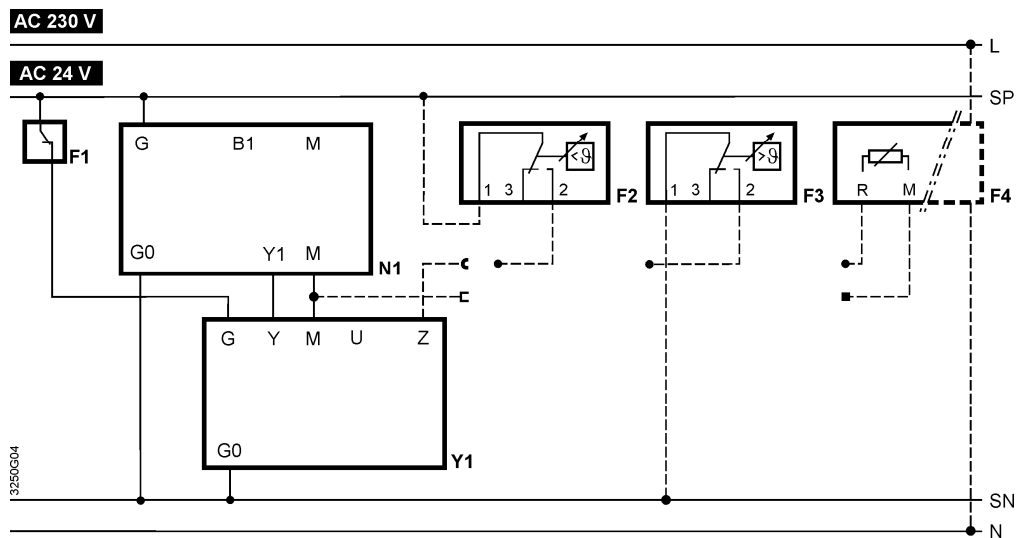 AC 230 V
L
AC 24 V
SP
F1
G B1 M
G0 Y1 M
N1
1 3 2
<ϑ
F2
1 3 2
>ϑ
F3
R M
F4
G Y M U Z
G0
Y1
3250G04
SN
N